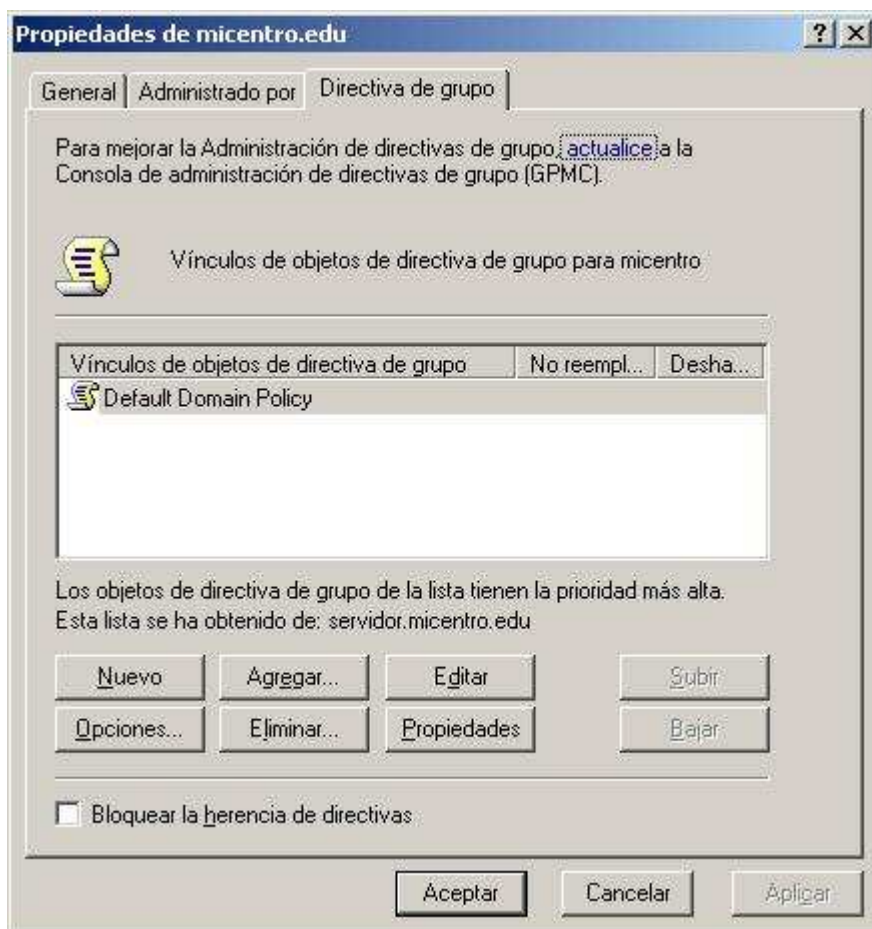 Propiedades de micentro.edu
General Administrado por Directiva de grupo
Para mejorar la Administración de directivas de grupo, actualice a la
Consola de administración de directivas de grupo (GPMC).
Vínculos de objetos de directiva de grupo para micentro
Vínculos de objetos de directiva de grupo No reempl... Desha...
Default Domain Policy
Los objetos de directiva de grupo de la lista tienen la prioridad más alta.
Esta lista se ha obtenido de: servidor.micentro.edu
Nuevo Agregar... Editar Subir
Opciones... Eliminar... Propiedades Bajar
Bloquear la herencia de directivas
Aceptar Cancelar Aplicar